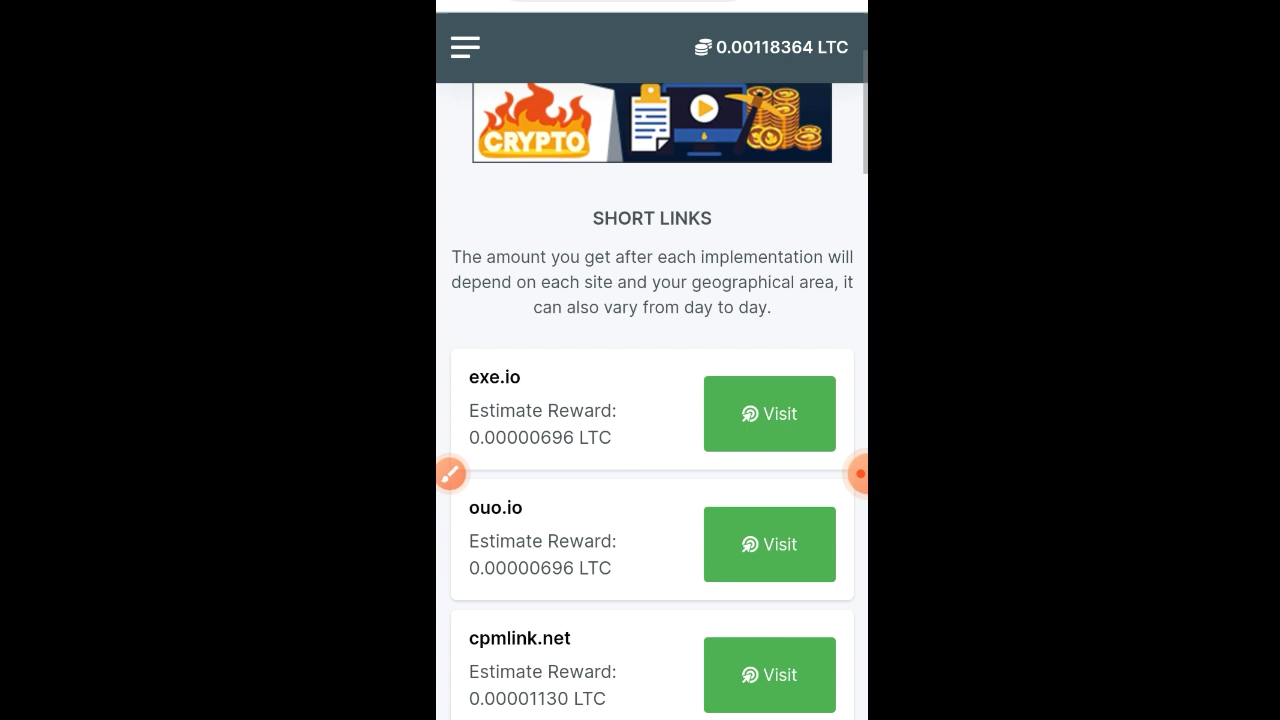 0.00118364 LTC
CRYPTO
SHORT LINKS
The amount you get after each implementation will
depend on each site and your geographical area, it
can also vary from day to day.
exe.io
Estimate Reward:
0.00000696 LTC
Visit
ouo.io
Estimate Reward:
0.00000696 LTC
Visit
cpmlink.net
Estimate Reward:
0.00001130 LTC
Visit